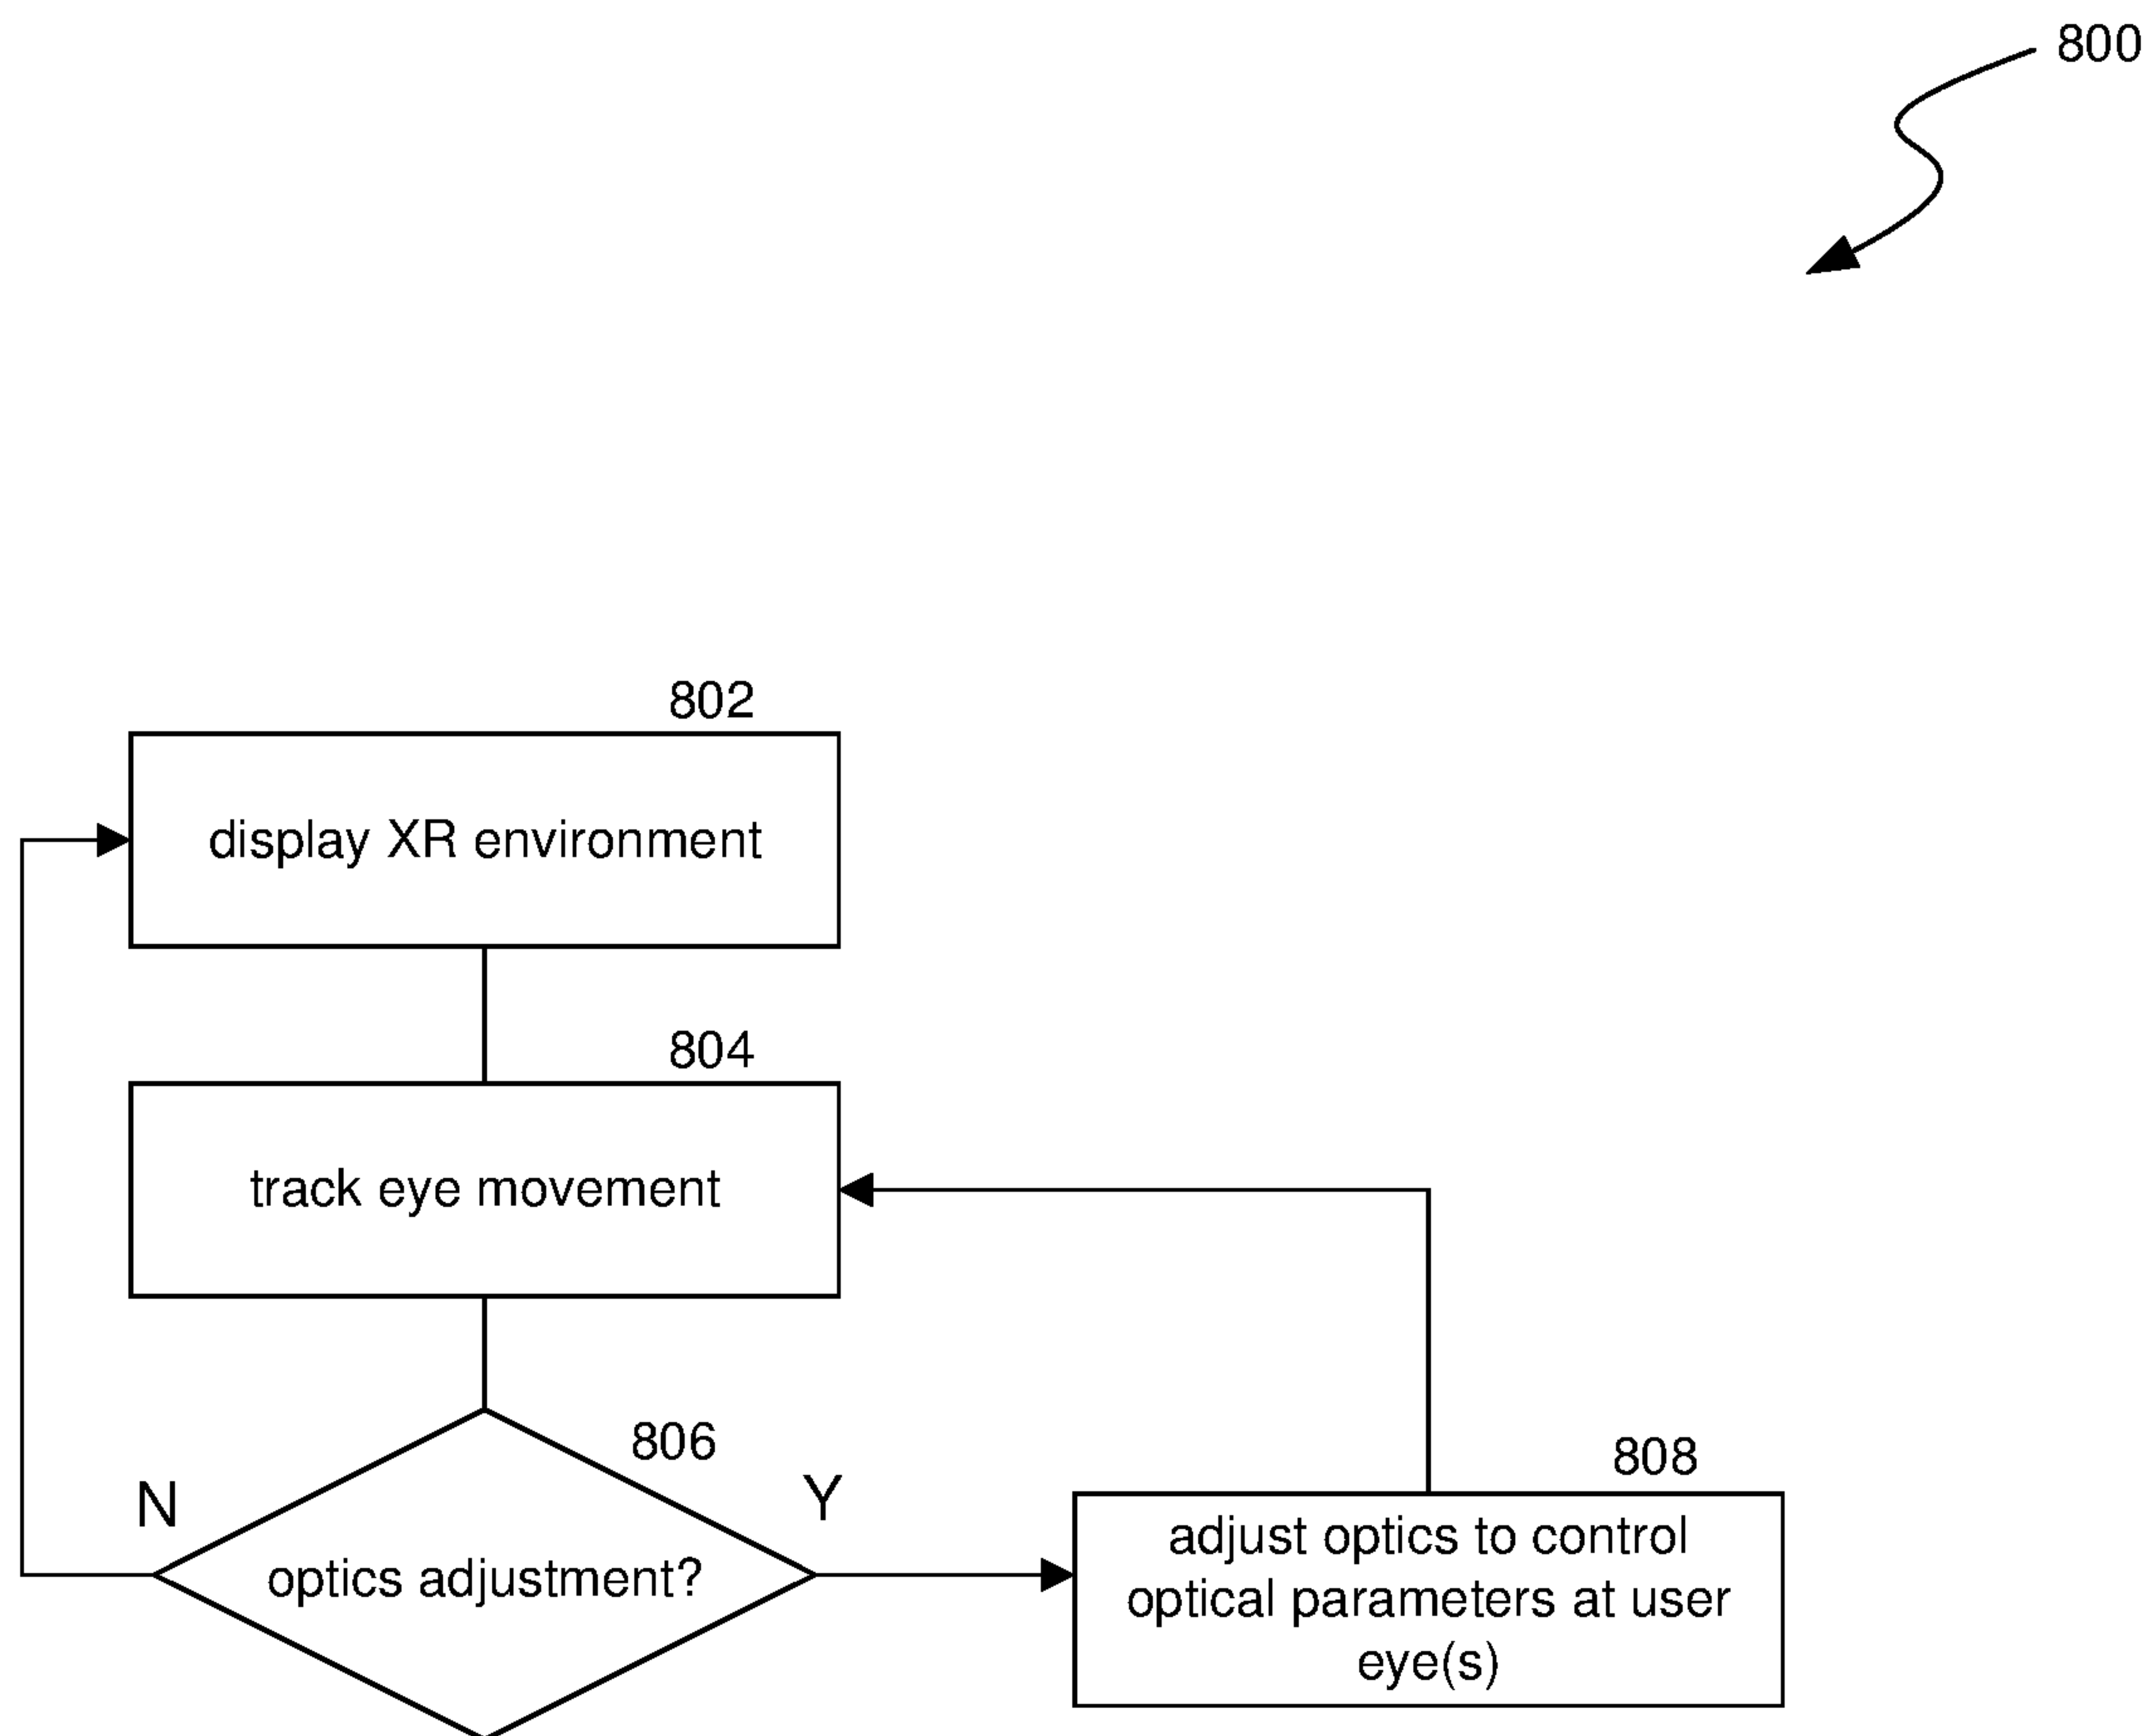 800
802
display XR environment
804
track eye movement
806
N
Y
optics adjustment?
808
adjust optics to control
optical parameters at user
eye(s)